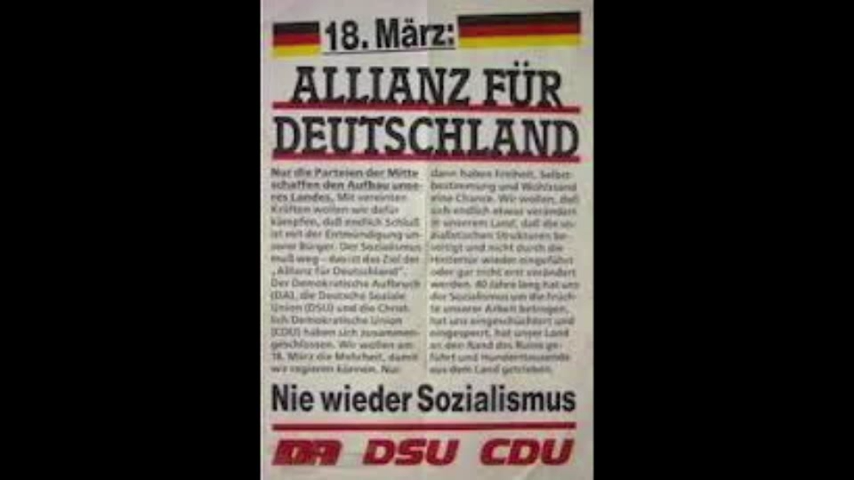 18. März:
ALLIANZ FÜR
DEUTSCHLAND
Nur die Parteien der Mitte
schaffen den Aufbau unse-
res Landes. Mit vereinten
Kräften wollen wir dafür
kämpfen, daß endlich Schluß
ist mit der Entmündigung un-
serer Bürger. Der Sozialismus
muß weg – das ist das Ziel der
„Allianz für Deutschland".
Der Demokratische Aufbruch
(DA), die Deutsche Soziale
Union (DSU) und die Christ-
lich Demokratische Union
(CDU) haben sich zusammen-
geschlossen. Wir wollen am
18. März die Mehrheit, damit
wir regieren können. Nur
dann haben Freiheit, Selbst-
bestimmung und Wohlstand
eine Chance. Wir wollen, daß
sich endlich etwas verändert
in unserem Land, daß die so-
zialistischen Strukturen be-
seitigt und nicht durch die
Hintertür wieder eingeführt
oder gar nicht erst verändert
werden. 40 Jahre lang hat uns
der Sozialismus um die Früch-
te unserer Arbeit betrogen,
hat uns eingeschüchtert und
eingesperrt, hat unser Land
an den Rand des Ruins ge-
führt und Hunderttausende
aus dem Land getrieben.
Nie wieder Sozialismus
DA DSU CDU